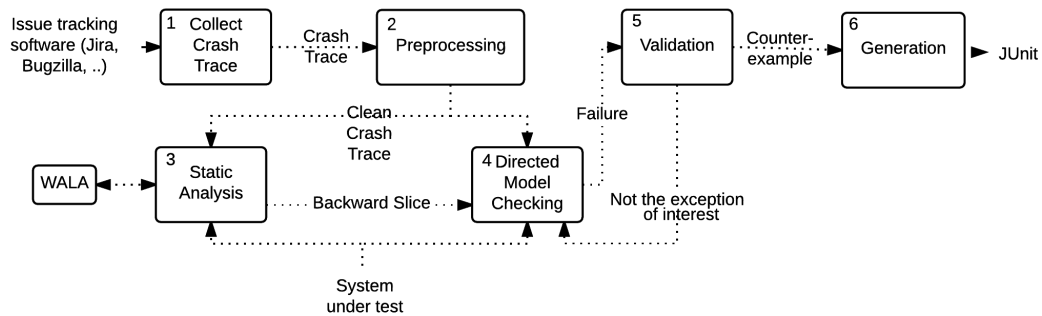 Issue tracking
software (Jira,
Bugzilla, ..)
1 Collect
Crash
Trace
Crash
Trace
2
Preprocessing
5
Validation
Counter-
example
6
Generation
JUnit
Clean
Crash
Trace
Failure
WALA
3
Static
Analysis
Backward Slice
4 Directed
Model
Checking
Not the exception
of interest
System
under test